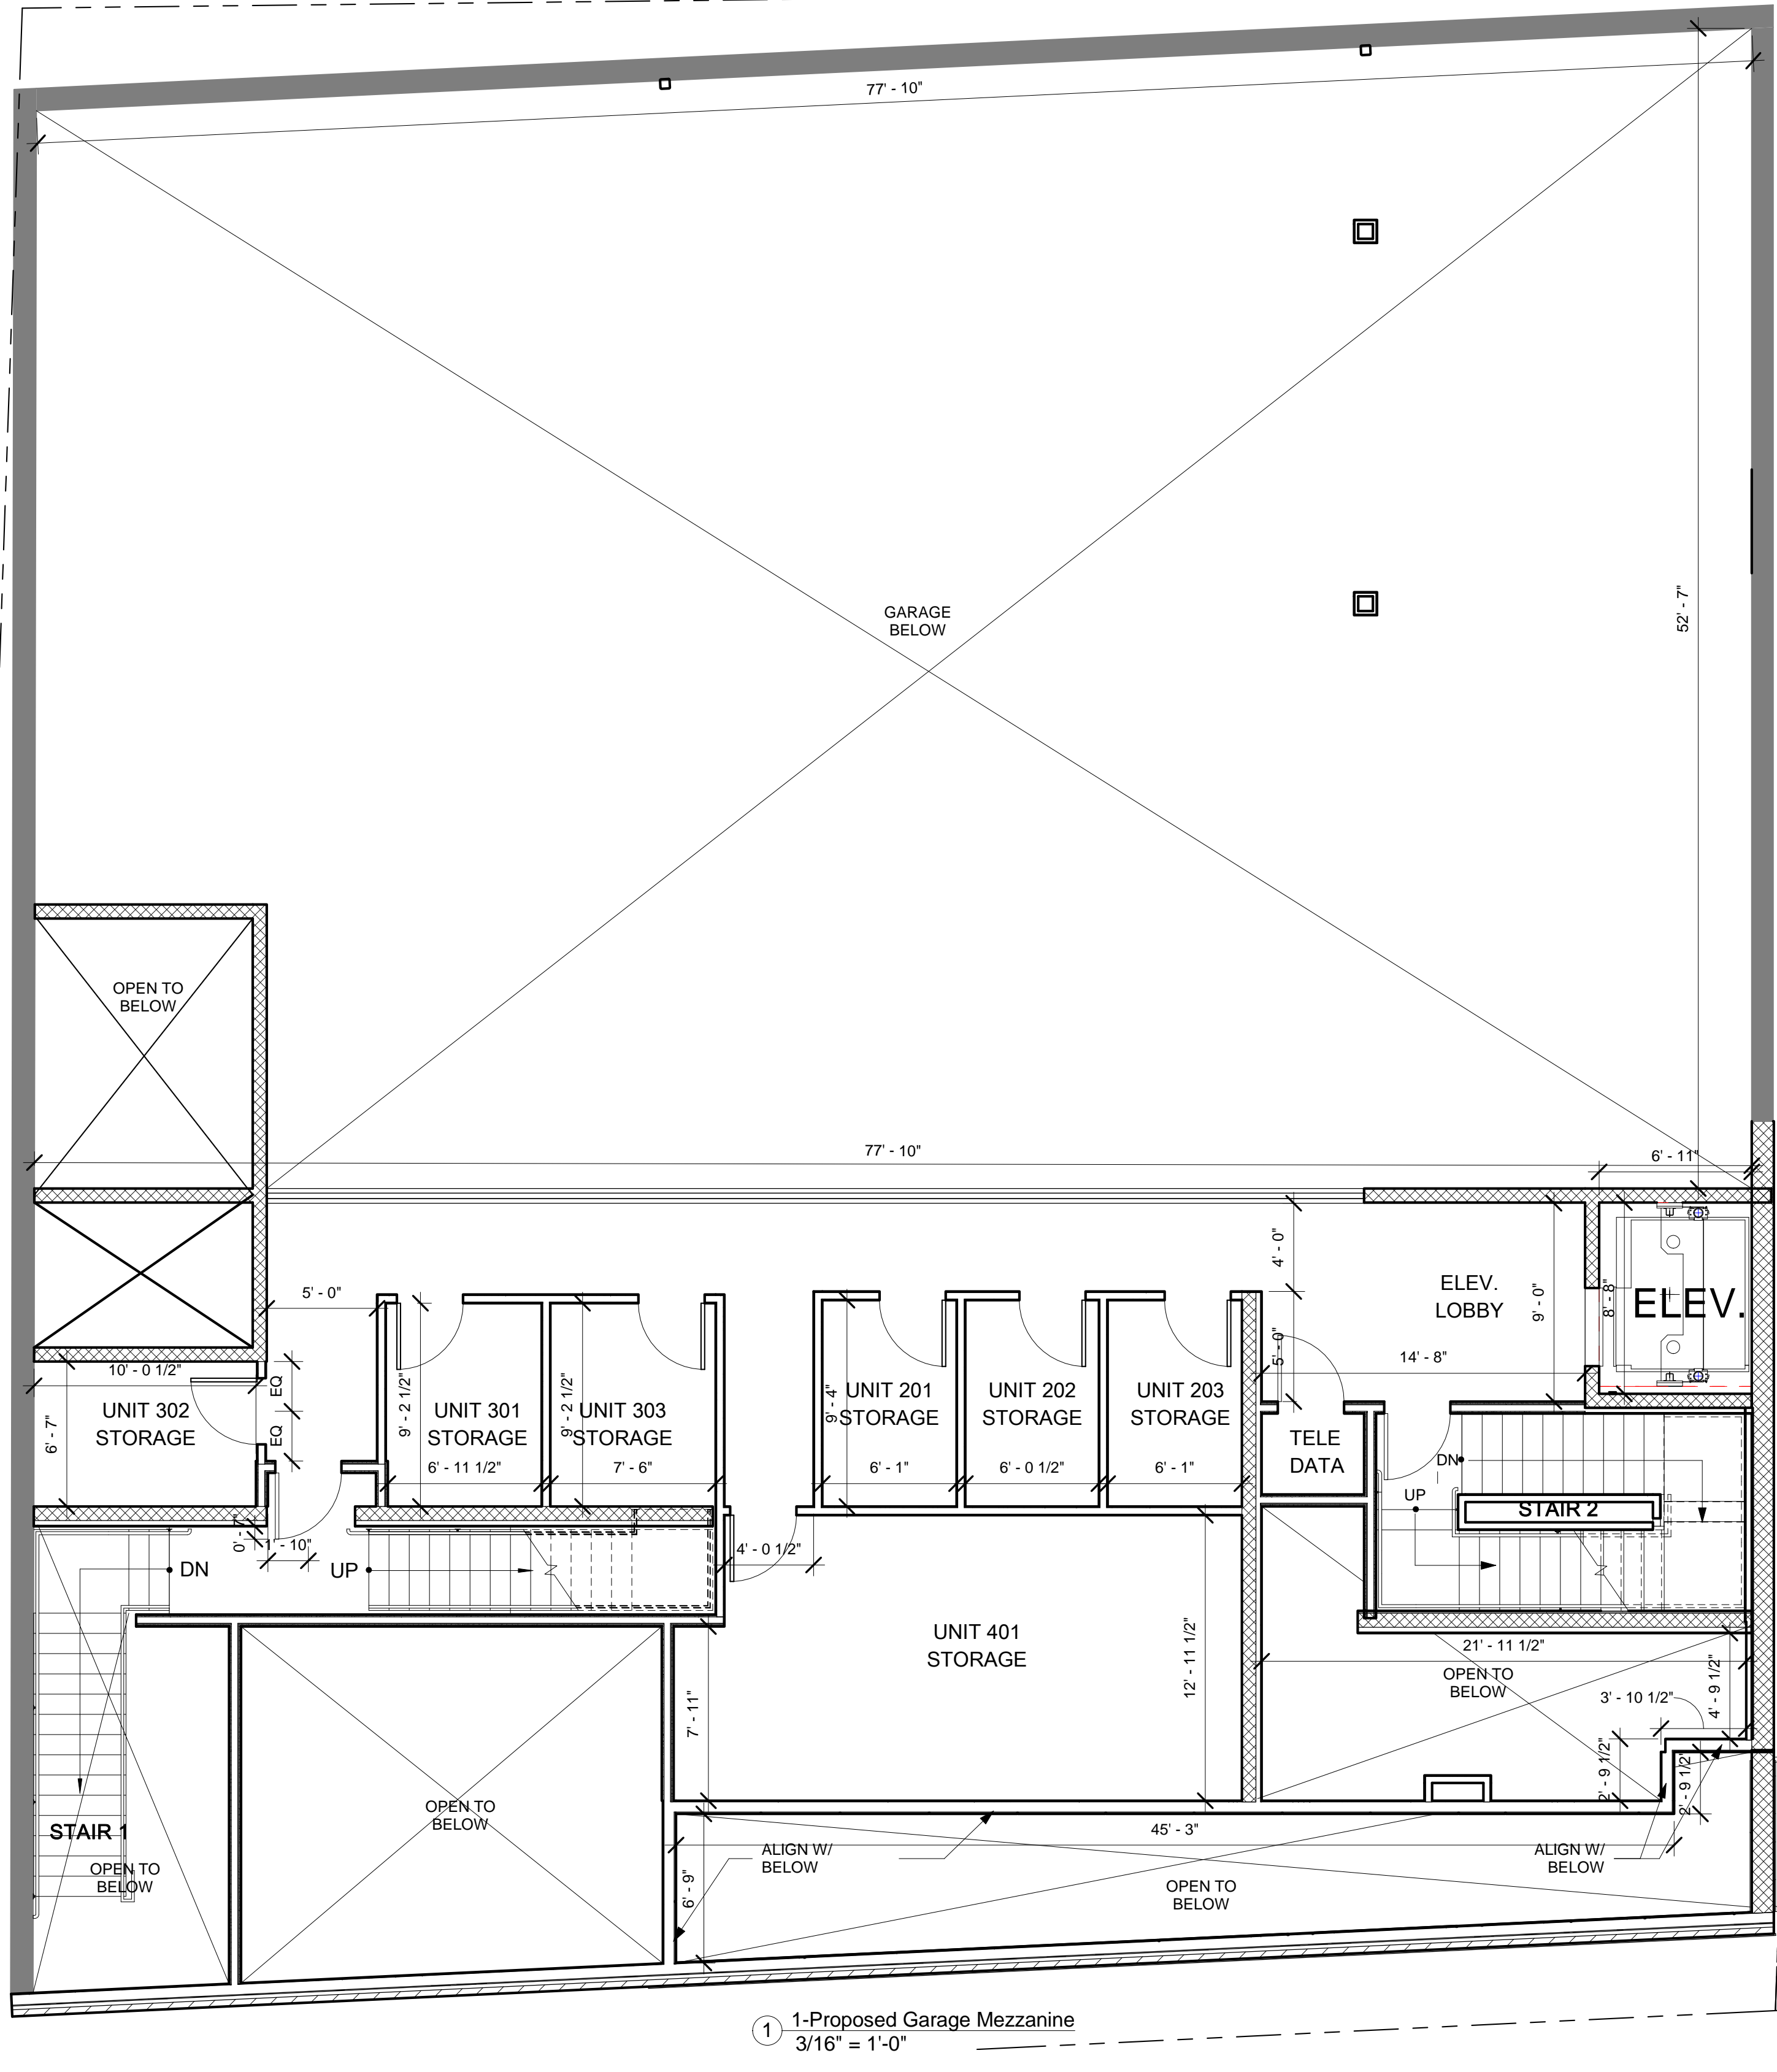 77' - 10"
52' - 7"
GARAGE
BELOW
OPEN TO
BELOW
77' - 10"
6' - 11"
4' - 0"
ELEV.
LOBBY
9' - 0"
8' - 8"
ELEV.
5' - 0"
5' - 0"
14' - 8"
10' - 0 1/2"
EQ
EQ
6' - 7"
UNIT 302
STORAGE
9' - 2 1/2"
UNIT 301
STORAGE
6' - 11 1/2"
9' - 2 1/2"
UNIT 303
STORAGE
7' - 6"
9' - 4"
UNIT 201
STORAGE
6' - 1"
UNIT 202
STORAGE
6' - 0 1/2"
UNIT 203
STORAGE
6' - 1"
TELE
DATA
DN
UP
STAIR 2
0' - 7"
1' - 10"
DN
UP
4' - 0 1/2"
UNIT 401
STORAGE
12' - 11 1/2"
7' - 11"
21' - 11 1/2"
OPEN TO
BELOW
3' - 10 1/2"
4' - 9 1/2"
2' - 9 1/2"
2' - 9 1/2"
STAIR 1
OPEN TO
BELOW
OPEN TO
BELOW
45' - 3"
ALIGN W/
BELOW
ALIGN W/
BELOW
6' - 9"
OPEN TO
BELOW
1
1-Proposed Garage Mezzanine
3/16" = 1'-0"